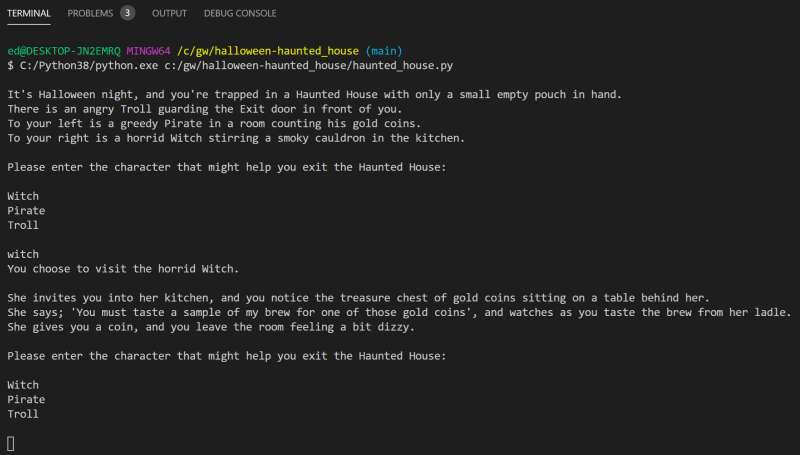 TERMINAL PROBLEMS 3 OUTPUT DEBUG CONSOLE
ed@DESKTOP-JN2EMRQ MINGW64 /c/gw/halloween-haunted_house (main)
$ C:/Python38/python.exe c:/gw/halloween-haunted_house/haunted_house.py
It's Halloween night, and you're trapped in a Haunted House with only a small empty pouch in hand.
There is an angry Troll guarding the Exit door in front of you.
To your left is a greedy Pirate in a room counting his gold coins.
To your right is a horrid Witch stirring a smoky cauldron in the kitchen.
Please enter the character that might help you exit the Haunted House:
Witch
Pirate
Troll
witch
You choose to visit the horrid Witch.
She invites you into her kitchen, and you notice the treasure chest of gold coins sitting on a table behind her.
She says; 'You must taste a sample of my brew for one of those gold coins', and watches as you taste the brew from her ladle.
She gives you a coin, and you leave the room feeling a bit dizzy.
Please enter the character that might help you exit the Haunted House:
Witch
Pirate
Troll